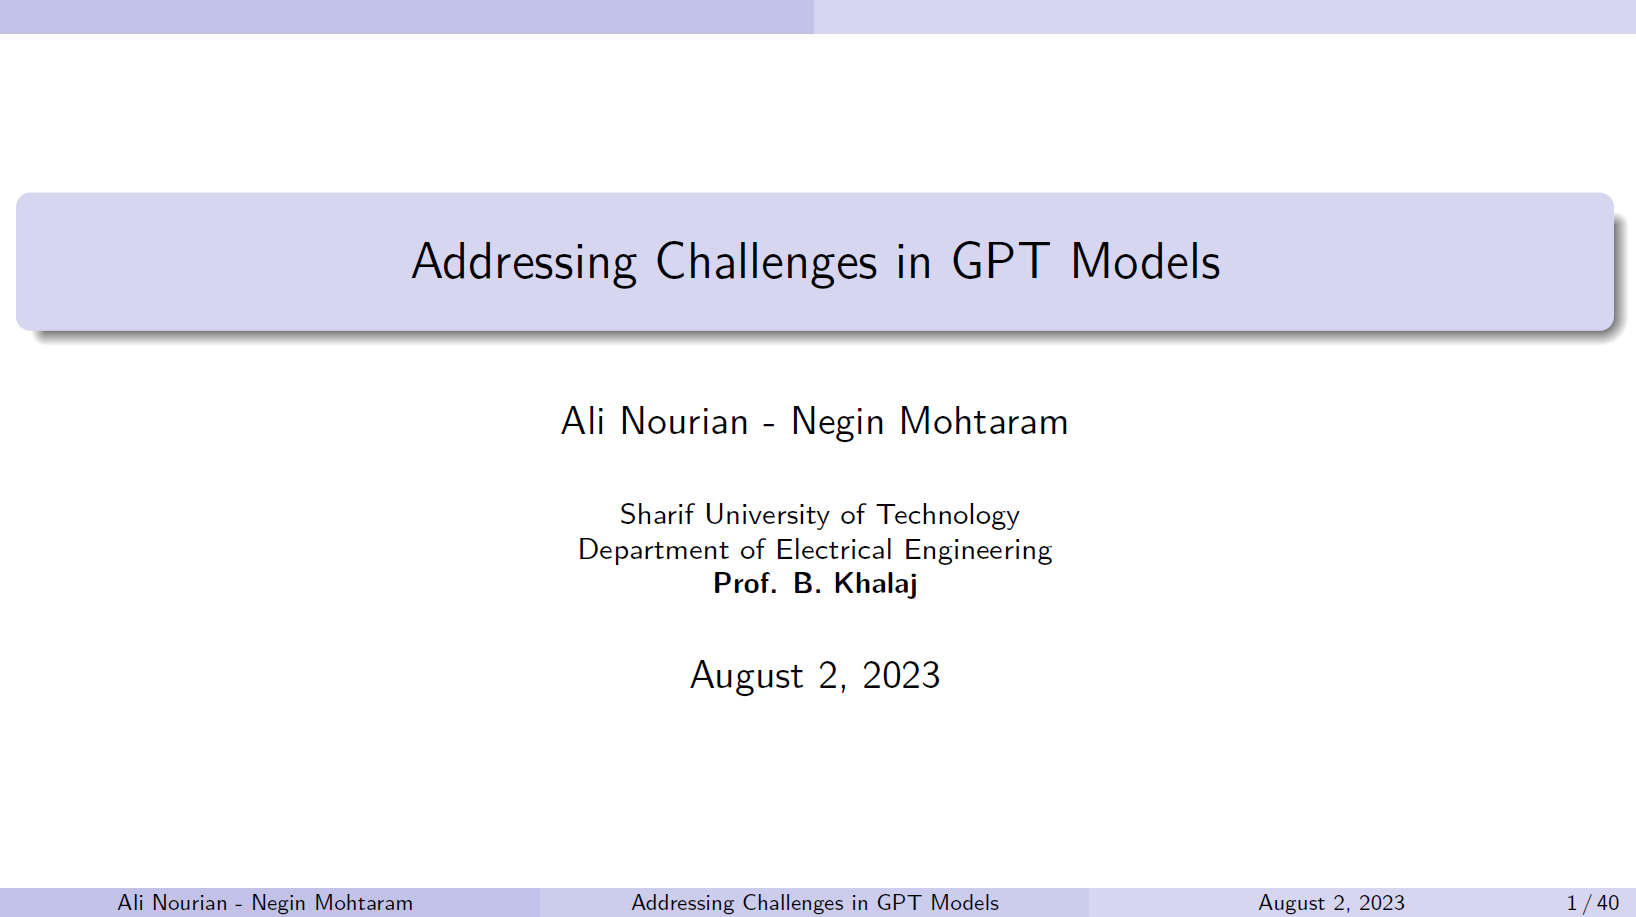 Addressing Challenges in GPT Models
Ali Nourian - Negin Mohtaram
Sharif University of Technology
Department of Electrical Engineering
Prof. B. Khalaj
August 2, 2023
Ali Nourian - Negin Mohtaram
Addressing Challenges in GPT Models
August 2, 2023
1 / 40